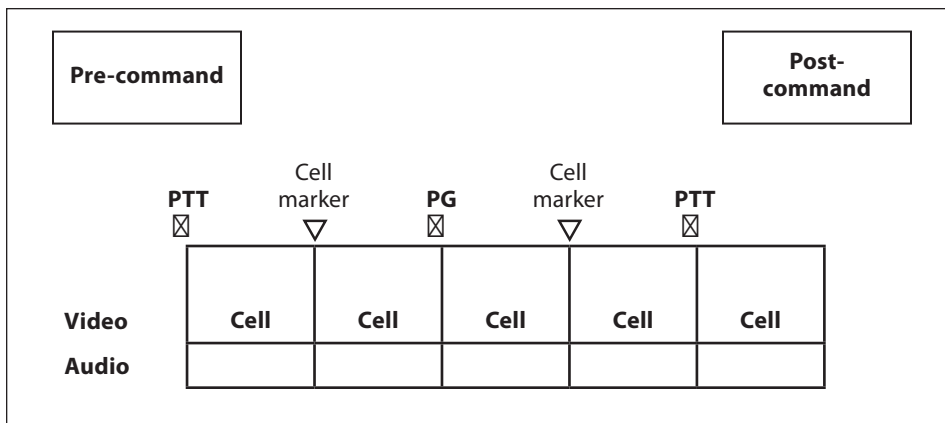 Pre-command
Post-
command
Cell
marker
Cell
marker
PTT
PG
PTT
Video
Cell
Cell
Cell
Cell
Cell
Audio